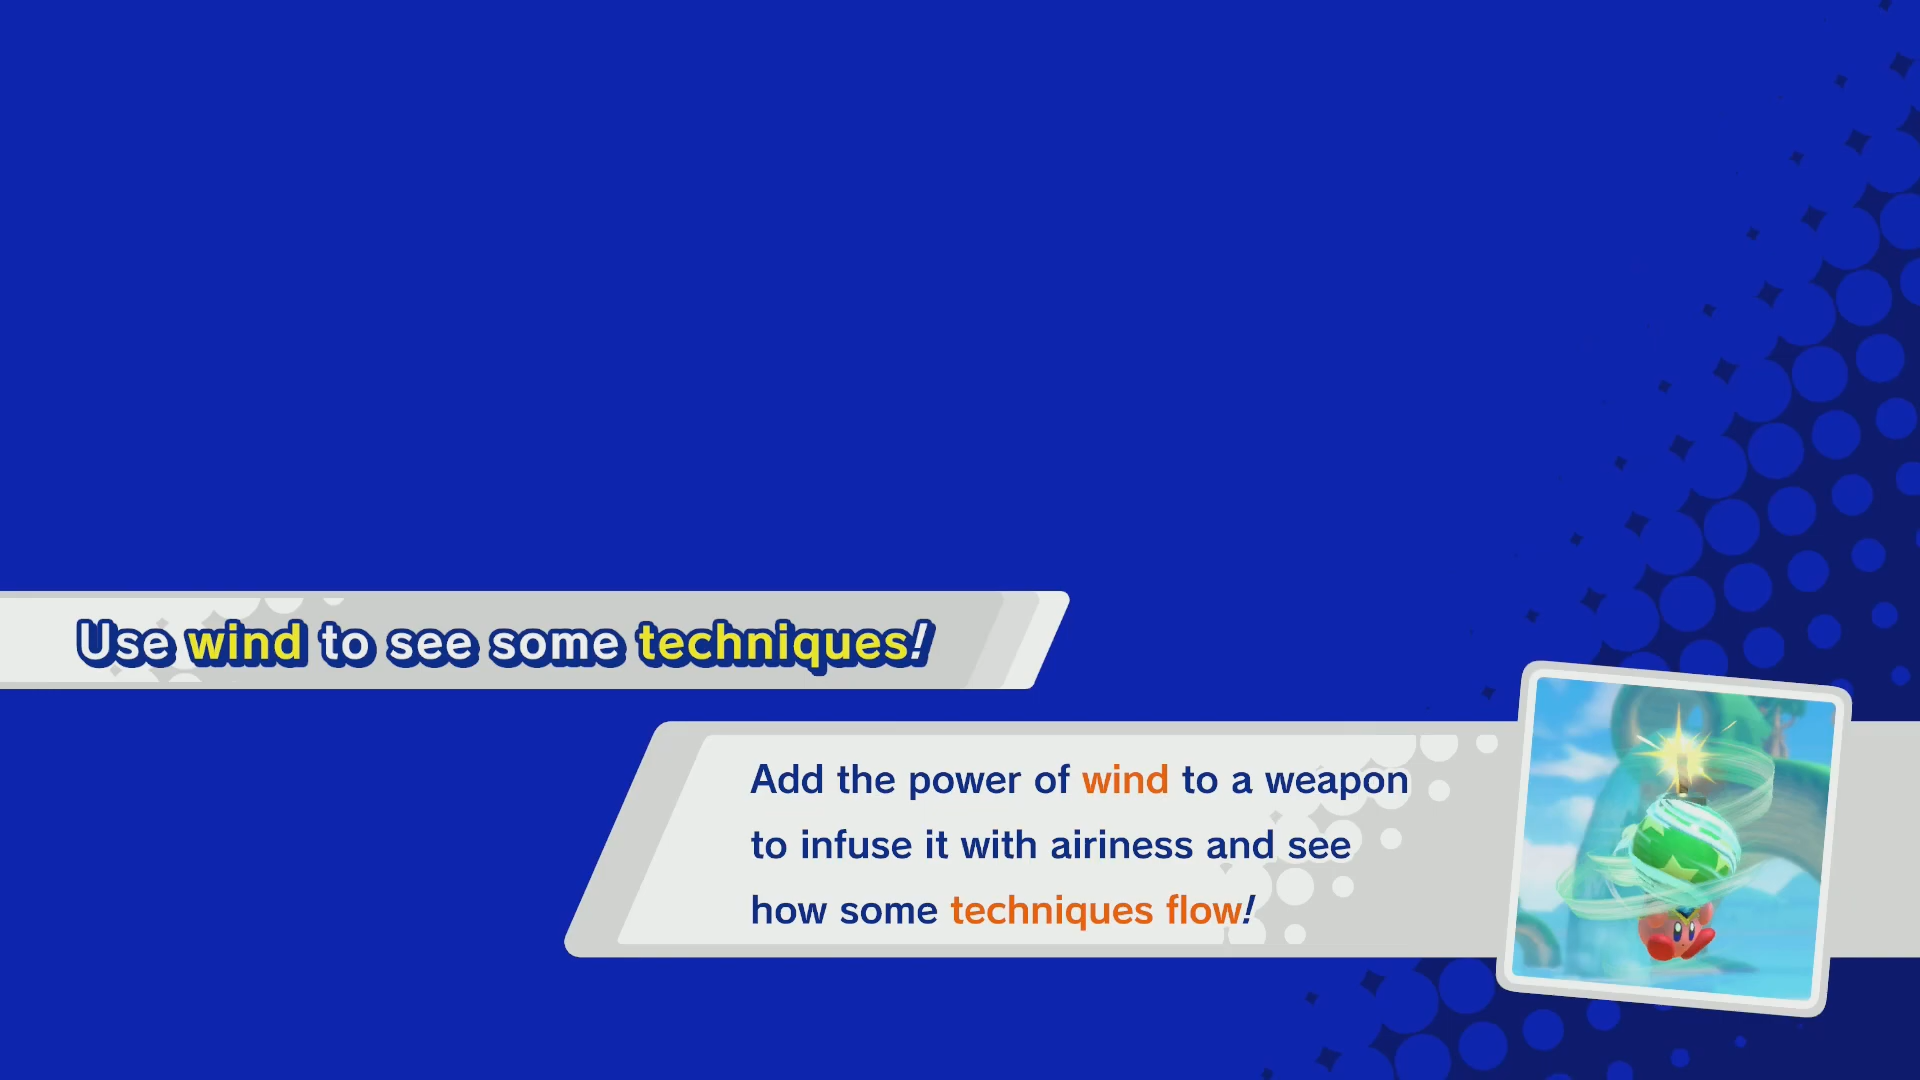 Use wind to see some techniques!
Add the power of wind to a weapon
to infuse it with airiness and see
how some techniques flow!